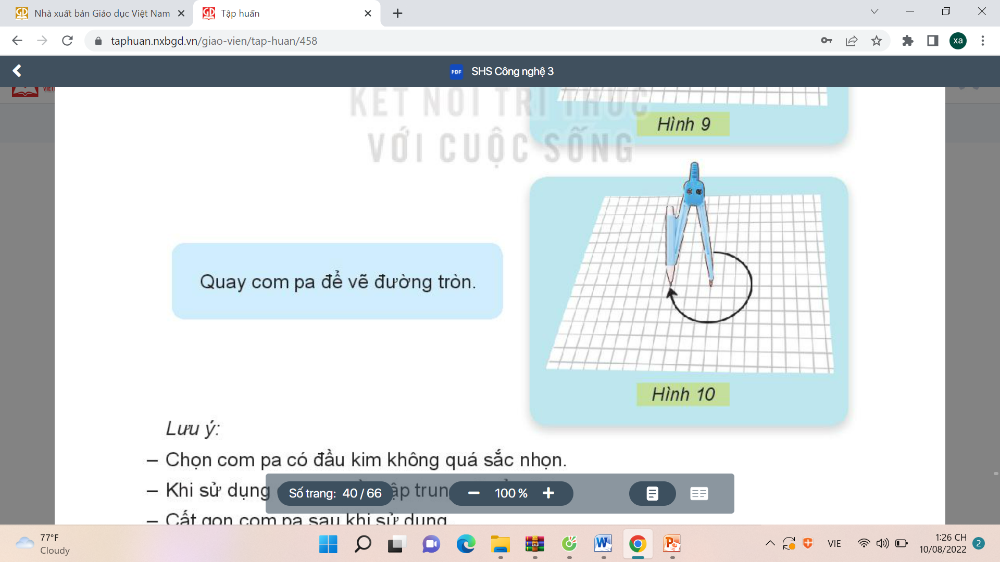 Nhà xuất bản Giáo dục Việt Nam
Tập huấn
taphuan.nxbgd.vn/giao-vien/tap-huan/458
xa
PDF SHS Công nghệ 3
KẾT NỐI TRI THỨC
VỚI CUỘC SỐNG
Hình 9
Quay com pa để vẽ đường tròn.
Hình 10
Lưu ý:
– Chọn com pa có đầu kim không quá sắc nhọn.
– Khi sử dụng
Số trang: 40 / 66
100 %
– Cất gọn com pa sau khi sử dụng.
77°F
Cloudy
VIE
1:26 CH
10/08/2022
2